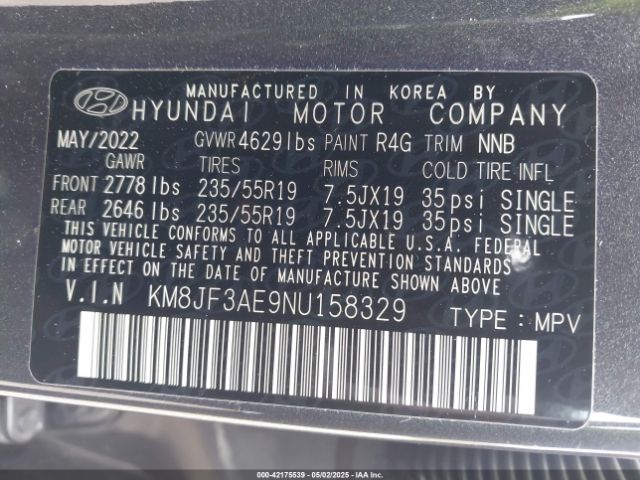 MANUFACTURED IN KOREA BY
HYUNDAI MOTOR COMPANY
MAY/2022 GVWR 4629lbs PAINT R4G TRIM NNB
GAWR TIRES RIMS COLD TIRE INFL
FRONT 2778lbs 235/55R19 7.5JX19 35psi SINGLE
REAR 2646lbs 235/55R19 7.5JX19 35psi SINGLE
THIS VEHICLE CONFORMS TO ALL APPLICABLE U.S.A. FEDERAL
MOTOR VEHICLE SAFETY AND THEFT PREVENTION STANDARDS
IN EFFECT ON THE DATE OF MANUFACTURE SHOWN ABOVE
V.I.N KM8JF3AE9NU158329 TYPE : MPV
000-42175539 - 05/02/2025 - IAAI.COM